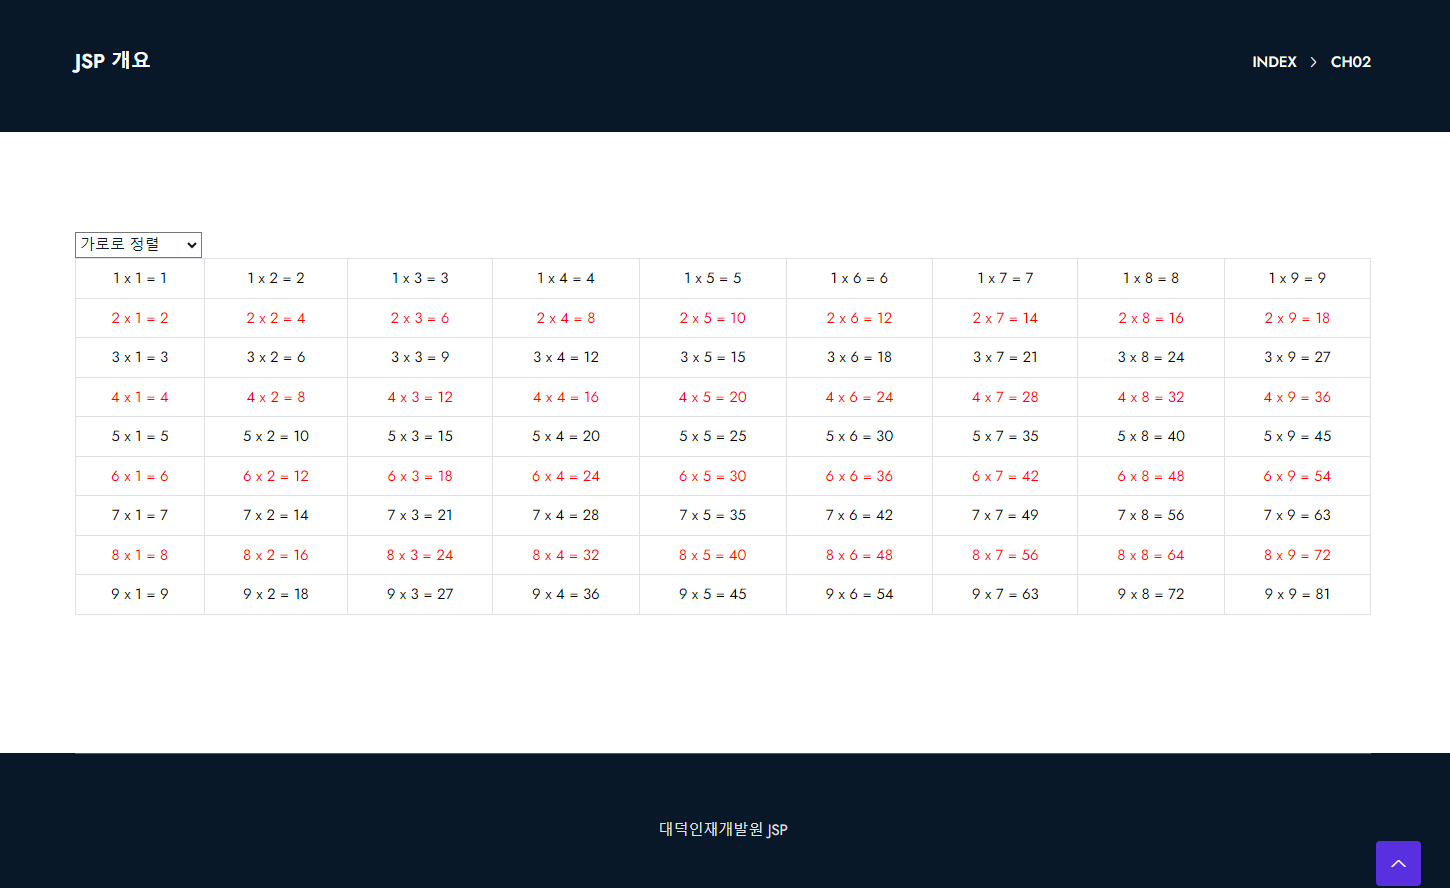 JSP 개요
INDEX > CH02
가로로 정렬
1 x 1 = 1 1 x 2 = 2 1 x 3 = 3 1 x 4 = 4 1 x 5 = 5 1 x 6 = 6 1 x 7 = 7 1 x 8 = 8 1 x 9 = 9
2 x 1 = 2 2 x 2 = 4 2 x 3 = 6 2 x 4 = 8 2 x 5 = 10 2 x 6 = 12 2 x 7 = 14 2 x 8 = 16 2 x 9 = 18
3 x 1 = 3 3 x 2 = 6 3 x 3 = 9 3 x 4 = 12 3 x 5 = 15 3 x 6 = 18 3 x 7 = 21 3 x 8 = 24 3 x 9 = 27
4 x 1 = 4 4 x 2 = 8 4 x 3 = 12 4 x 4 = 16 4 x 5 = 20 4 x 6 = 24 4 x 7 = 28 4 x 8 = 32 4 x 9 = 36
5 x 1 = 5 5 x 2 = 10 5 x 3 = 15 5 x 4 = 20 5 x 5 = 25 5 x 6 = 30 5 x 7 = 35 5 x 8 = 40 5 x 9 = 45
6 x 1 = 6 6 x 2 = 12 6 x 3 = 18 6 x 4 = 24 6 x 5 = 30 6 x 6 = 36 6 x 7 = 42 6 x 8 = 48 6 x 9 = 54
7 x 1 = 7 7 x 2 = 14 7 x 3 = 21 7 x 4 = 28 7 x 5 = 35 7 x 6 = 42 7 x 7 = 49 7 x 8 = 56 7 x 9 = 63
8 x 1 = 8 8 x 2 = 16 8 x 3 = 24 8 x 4 = 32 8 x 5 = 40 8 x 6 = 48 8 x 7 = 56 8 x 8 = 64 8 x 9 = 72
9 x 1 = 9 9 x 2 = 18 9 x 3 = 27 9 x 4 = 36 9 x 5 = 45 9 x 6 = 54 9 x 7 = 63 9 x 8 = 72 9 x 9 = 81
대덕인재개발원 JSP